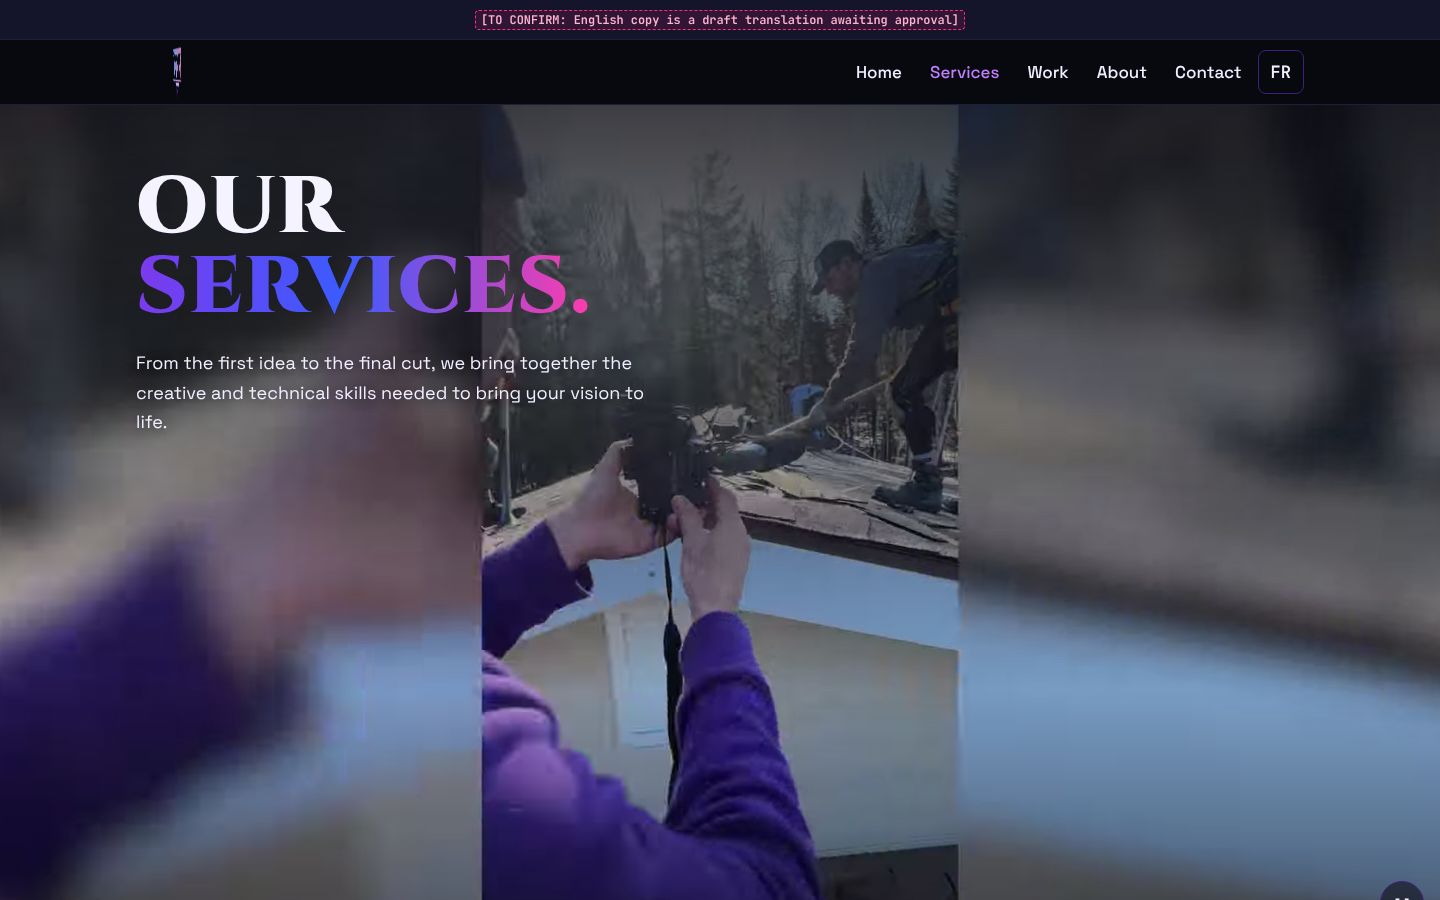 [TO CONFIRM: English copy is a draft translation awaiting approval]
Home Services Work About Contact FR
OUR
SERVICES.
From the first idea to the final cut, we bring together the
creative and technical skills needed to bring your vision to
life.